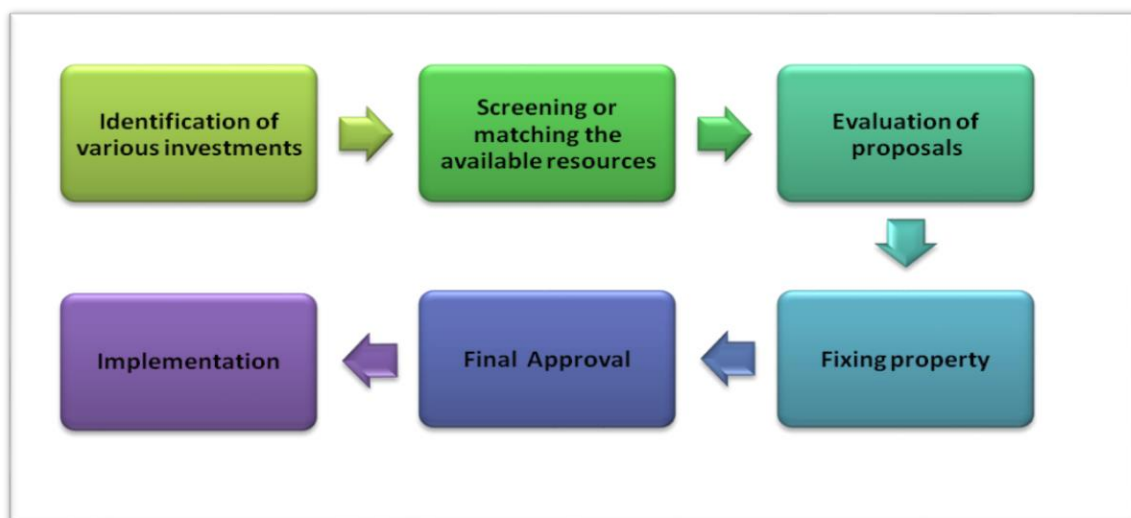 Identification of
various investments
Screening or
matching the
available resources
Evaluation of
proposals
Fixing property
Final Approval
Implementation